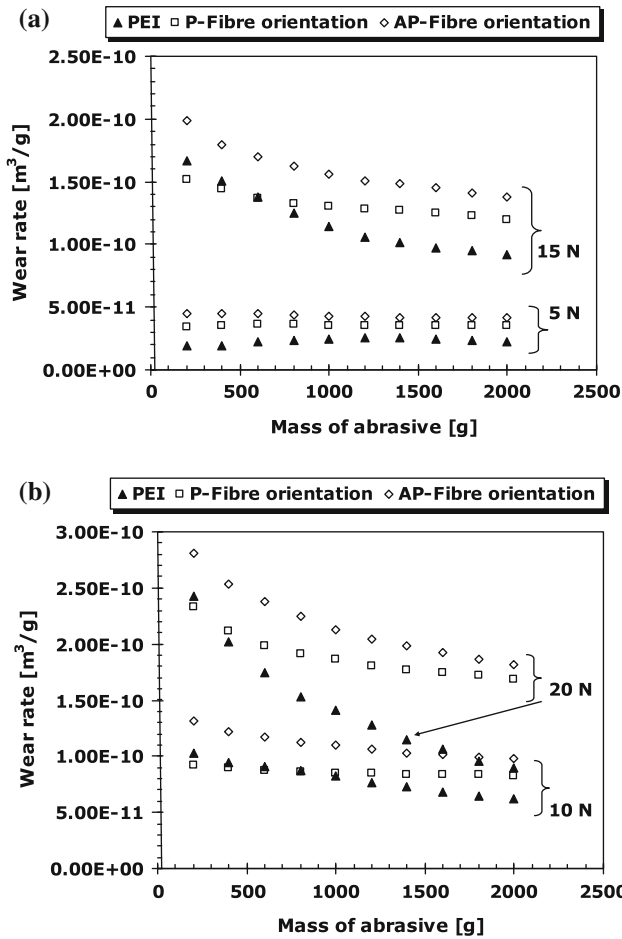 (a)
▲ PEI □ P-Fibre orientation ◇ AP-Fibre orientation
2.50E-10
2.00E-10
1.50E-10
1.00E-10
5.00E-11
0.00E+00
Wear rate [m³/g]
15 N
5 N
0 500 1000 1500 2000 2500
Mass of abrasive [g]
(b)
▲ PEI □ P-Fibre orientation ◇ AP-Fibre orientation
3.00E-10
2.50E-10
2.00E-10
1.50E-10
1.00E-10
5.00E-11
0.00E+00
Wear rate [m³/g]
20 N
10 N
0 500 1000 1500 2000
Mass of abrasive [g]